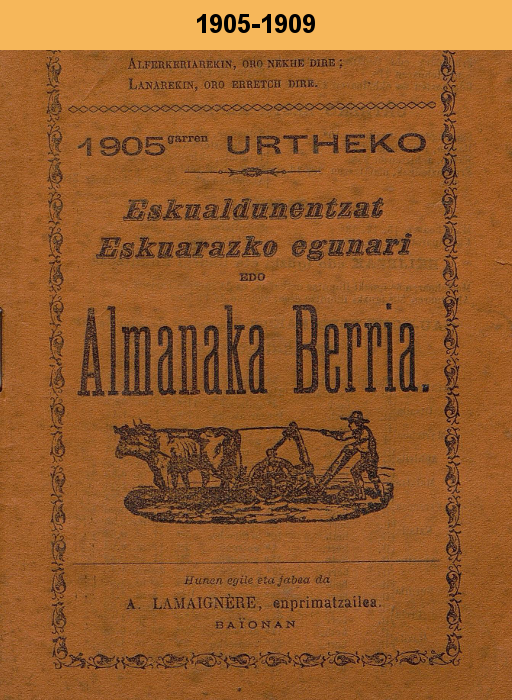 1905-1909
Alferkeriarekin, oro nekhe dire ;
Lanarekin, oro erretch dire.
1905garren URTHEKO
Eskualdunentzat
Eskuarazko egunari
EDO
Almanaka Berria.
Hunen egile eta jabea da
A. LAMAIGNÈRE, enprimatzailea.
BAÏONAN